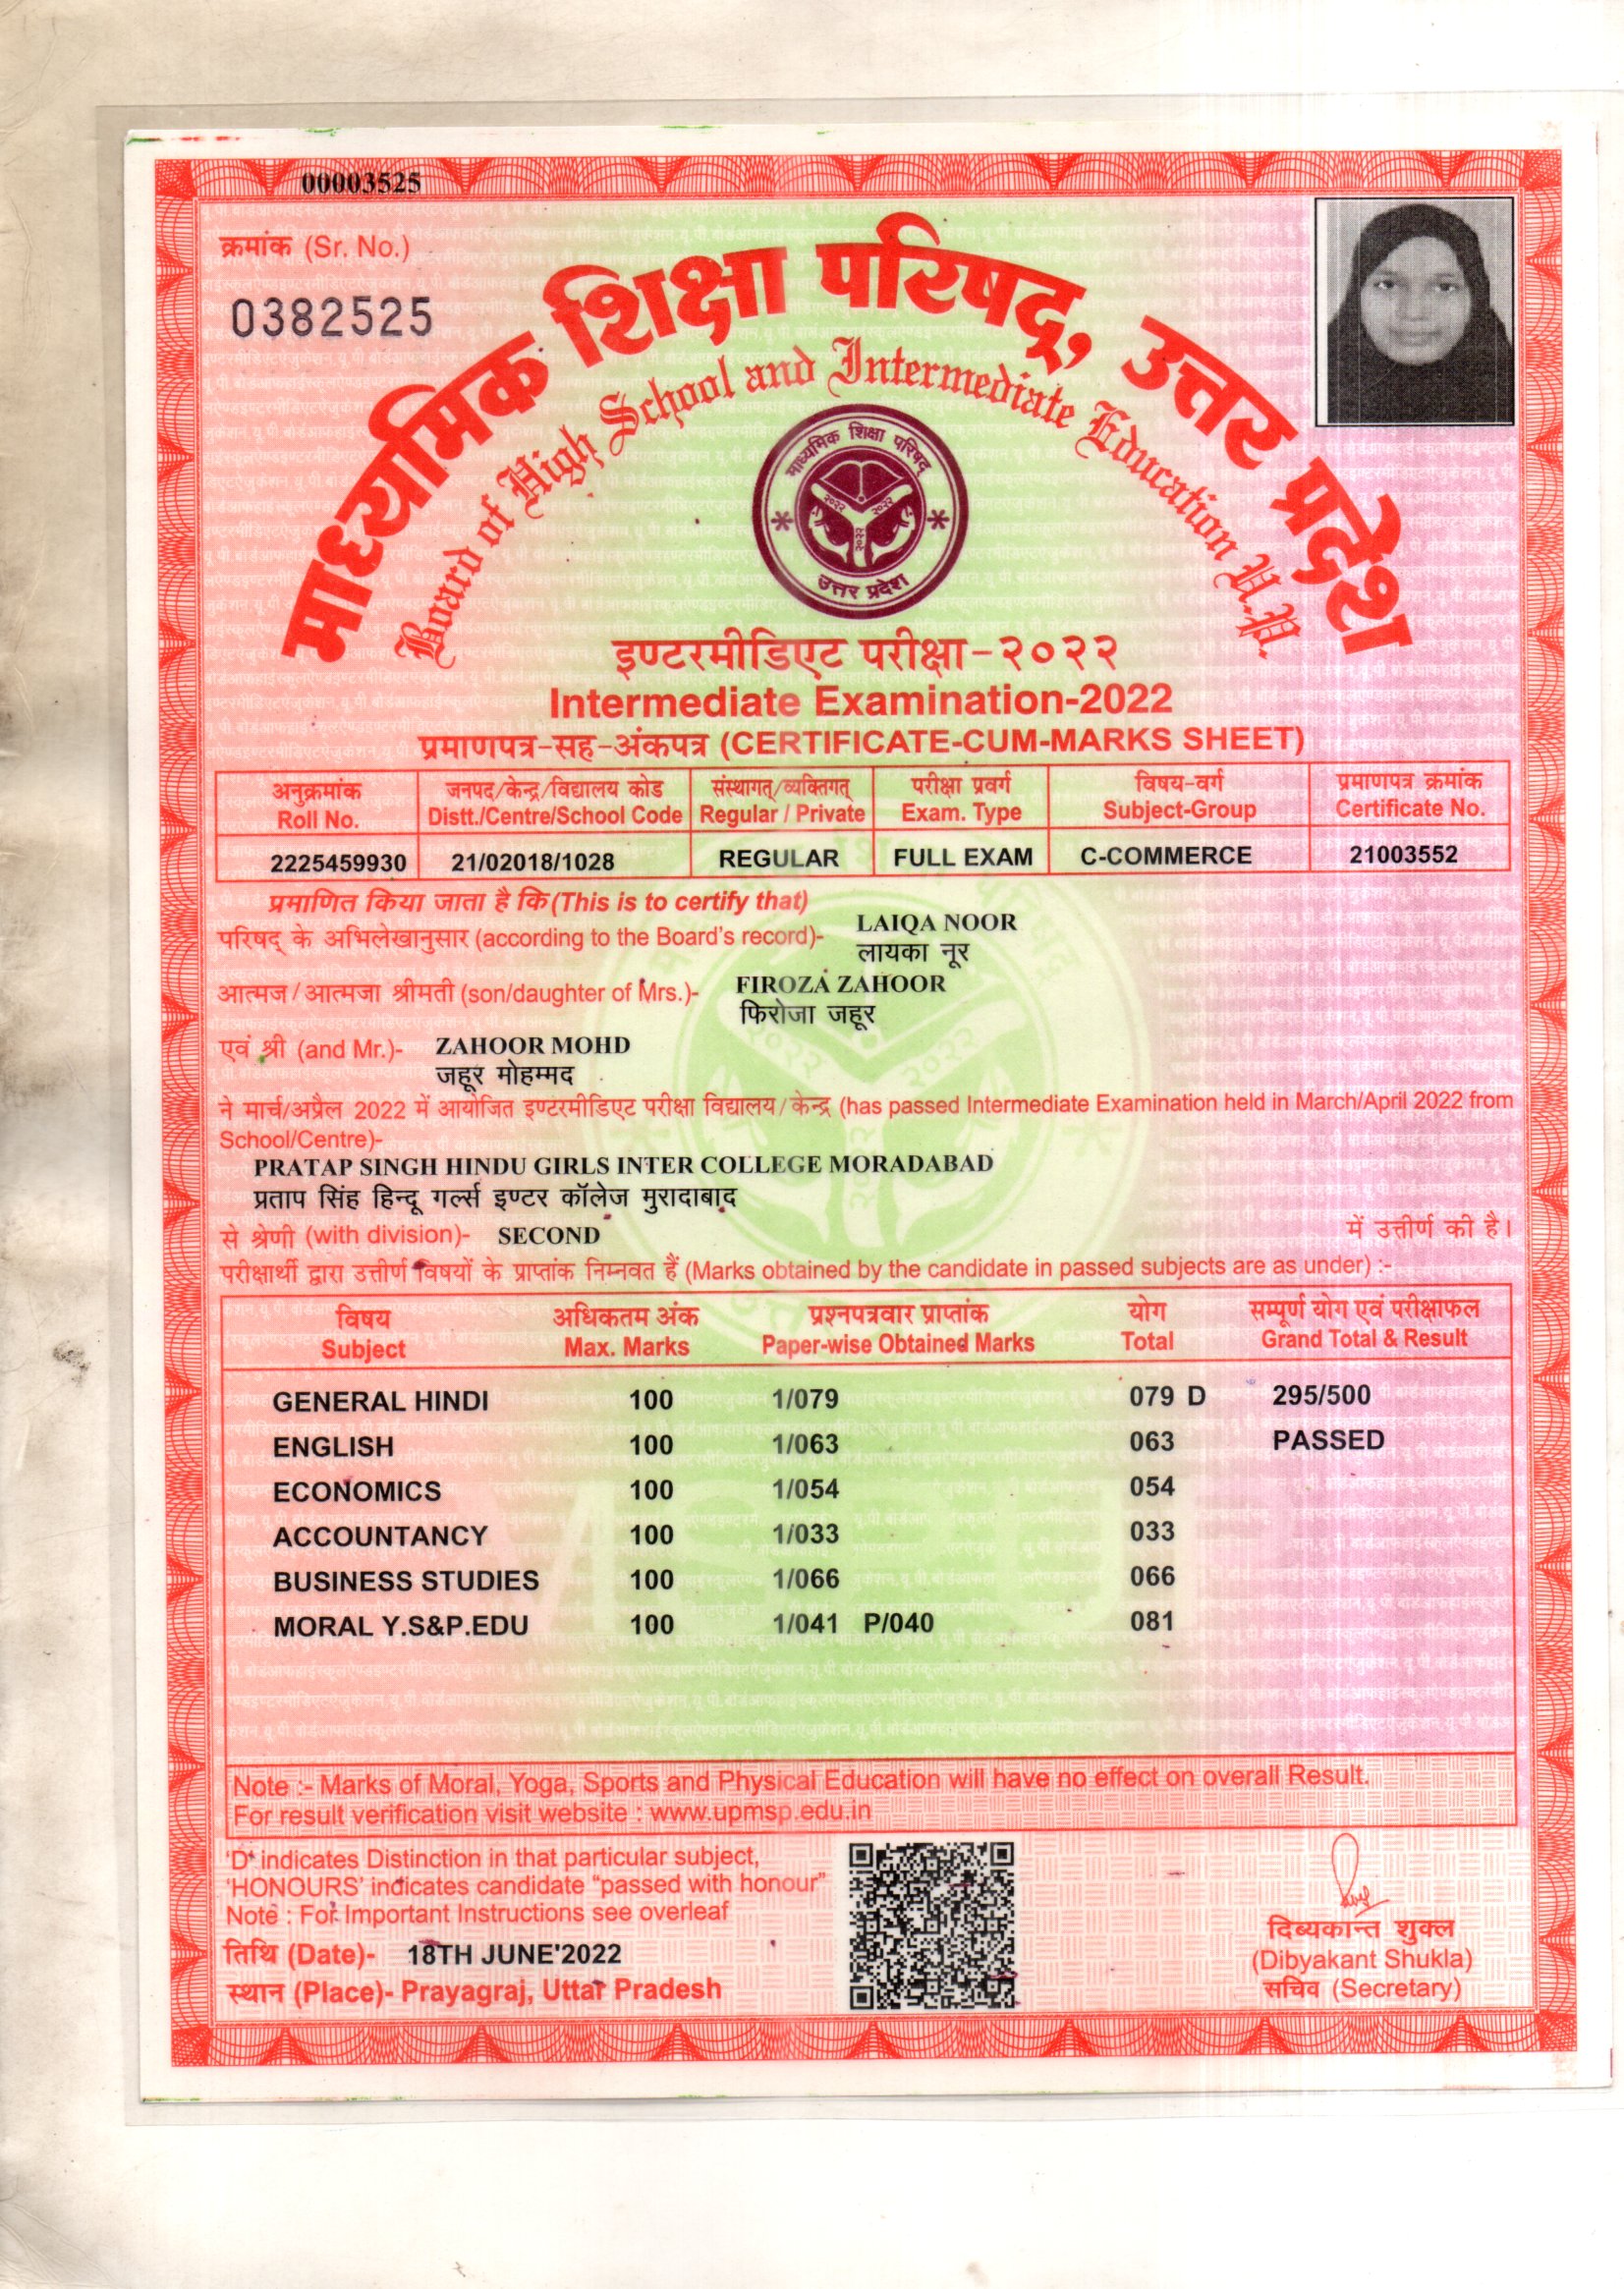 00003525
क्रमांक (Sr. No.)
0382525
माध्यमिक शिक्षा परिषद्, उत्तर प्रदेश
Board of High School and Intermediate Education U.P.
माध्यमिक शिक्षा परिषद्
२०२२ २०२२
२०२२
उत्तर प्रदेश
इण्टरमीडिएट परीक्षा-२०२२
Intermediate Examination-2022
प्रमाणपत्र-सह-अंकपत्र (CERTIFICATE-CUM-MARKS SHEET)
अनुक्रमांक जनपद/केन्द्र/विद्यालय कोड संस्थागत्/व्यक्तिगत् परीक्षा प्रवर्ग विषय-वर्ग प्रमाणपत्र क्रमांक
Roll No. Distt./Centre/School Code Regular / Private Exam. Type Subject-Group Certificate No.
2225459930 21/02018/1028 REGULAR FULL EXAM C-COMMERCE 21003552
प्रमाणित किया जाता है कि (This is to certify that)
परिषद् के अभिलेखानुसार (according to the Board's record)- LAIQA NOOR
लायका नूर
आत्मज / आत्मजा श्रीमती (son/daughter of Mrs.)- FIROZA ZAHOOR
फिरोजा जहूर
एवं श्री (and Mr.)- ZAHOOR MOHD
जहूर मोहम्मद
ने मार्च/अप्रैल 2022 में आयोजित इण्टरमीडिएट परीक्षा विद्यालय/केन्द्र (has passed Intermediate Examination held in March/April 2022 from
School/Centre)-
PRATAP SINGH HINDU GIRLS INTER COLLEGE MORADABAD
प्रताप सिंह हिन्दू गर्ल्स इण्टर कॉलेज मुरादाबाद
से श्रेणी (with division)- SECOND में उत्तीर्ण की है।
परीक्षार्थी द्वारा उत्तीर्ण विषयों के प्राप्तांक निम्नवत हैं (Marks obtained by the candidate in passed subjects are as under) :-
विषय अधिकतम अंक प्रश्नपत्रवार प्राप्तांक योग सम्पूर्ण योग एवं परीक्षाफल
Subject Max. Marks Paper-wise Obtained Marks Total Grand Total & Result
GENERAL HINDI 100 1/079 079 D 295/500
ENGLISH 100 1/063 063 PASSED
ECONOMICS 100 1/054 054
ACCOUNTANCY 100 1/033 033
BUSINESS STUDIES 100 1/066 066
MORAL Y.S&P.EDU 100 1/041 P/040 081
Note :- Marks of Moral, Yoga, Sports and Physical Education will have no effect on overall Result.
For result verification visit website : www.upmsp.edu.in
'D' indicates Distinction in that particular subject,
'HONOURS' indicates candidate "passed with honour"
Note : For Important Instructions see overleaf
तिथि (Date)- 18TH JUNE'2022
स्थान (Place)- Prayagraj, Uttar Pradesh
दिब्यकान्त शुक्ल
(Dibyakant Shukla)
सचिव (Secretary)